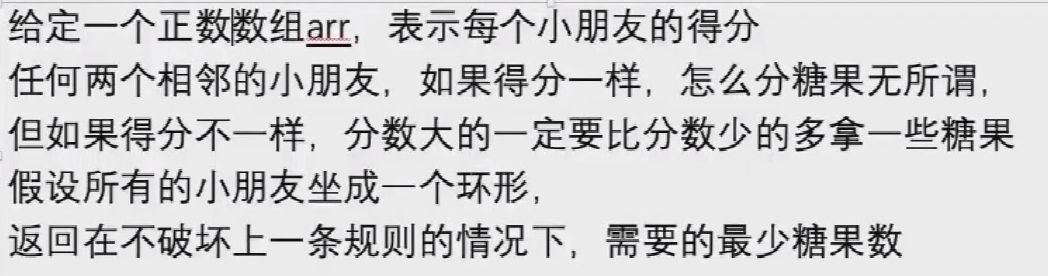 给定一个正数数组arr，表示每个小朋友的得分
任何两个相邻的小朋友，如果得分一样，怎么分糖果无所谓，
但如果得分不一样，分数大的一定要比分数少的多拿一些糖果
假设所有的小朋友坐成一个环形，
返回在不破坏上一条规则的情况下，需要的最少糖果数